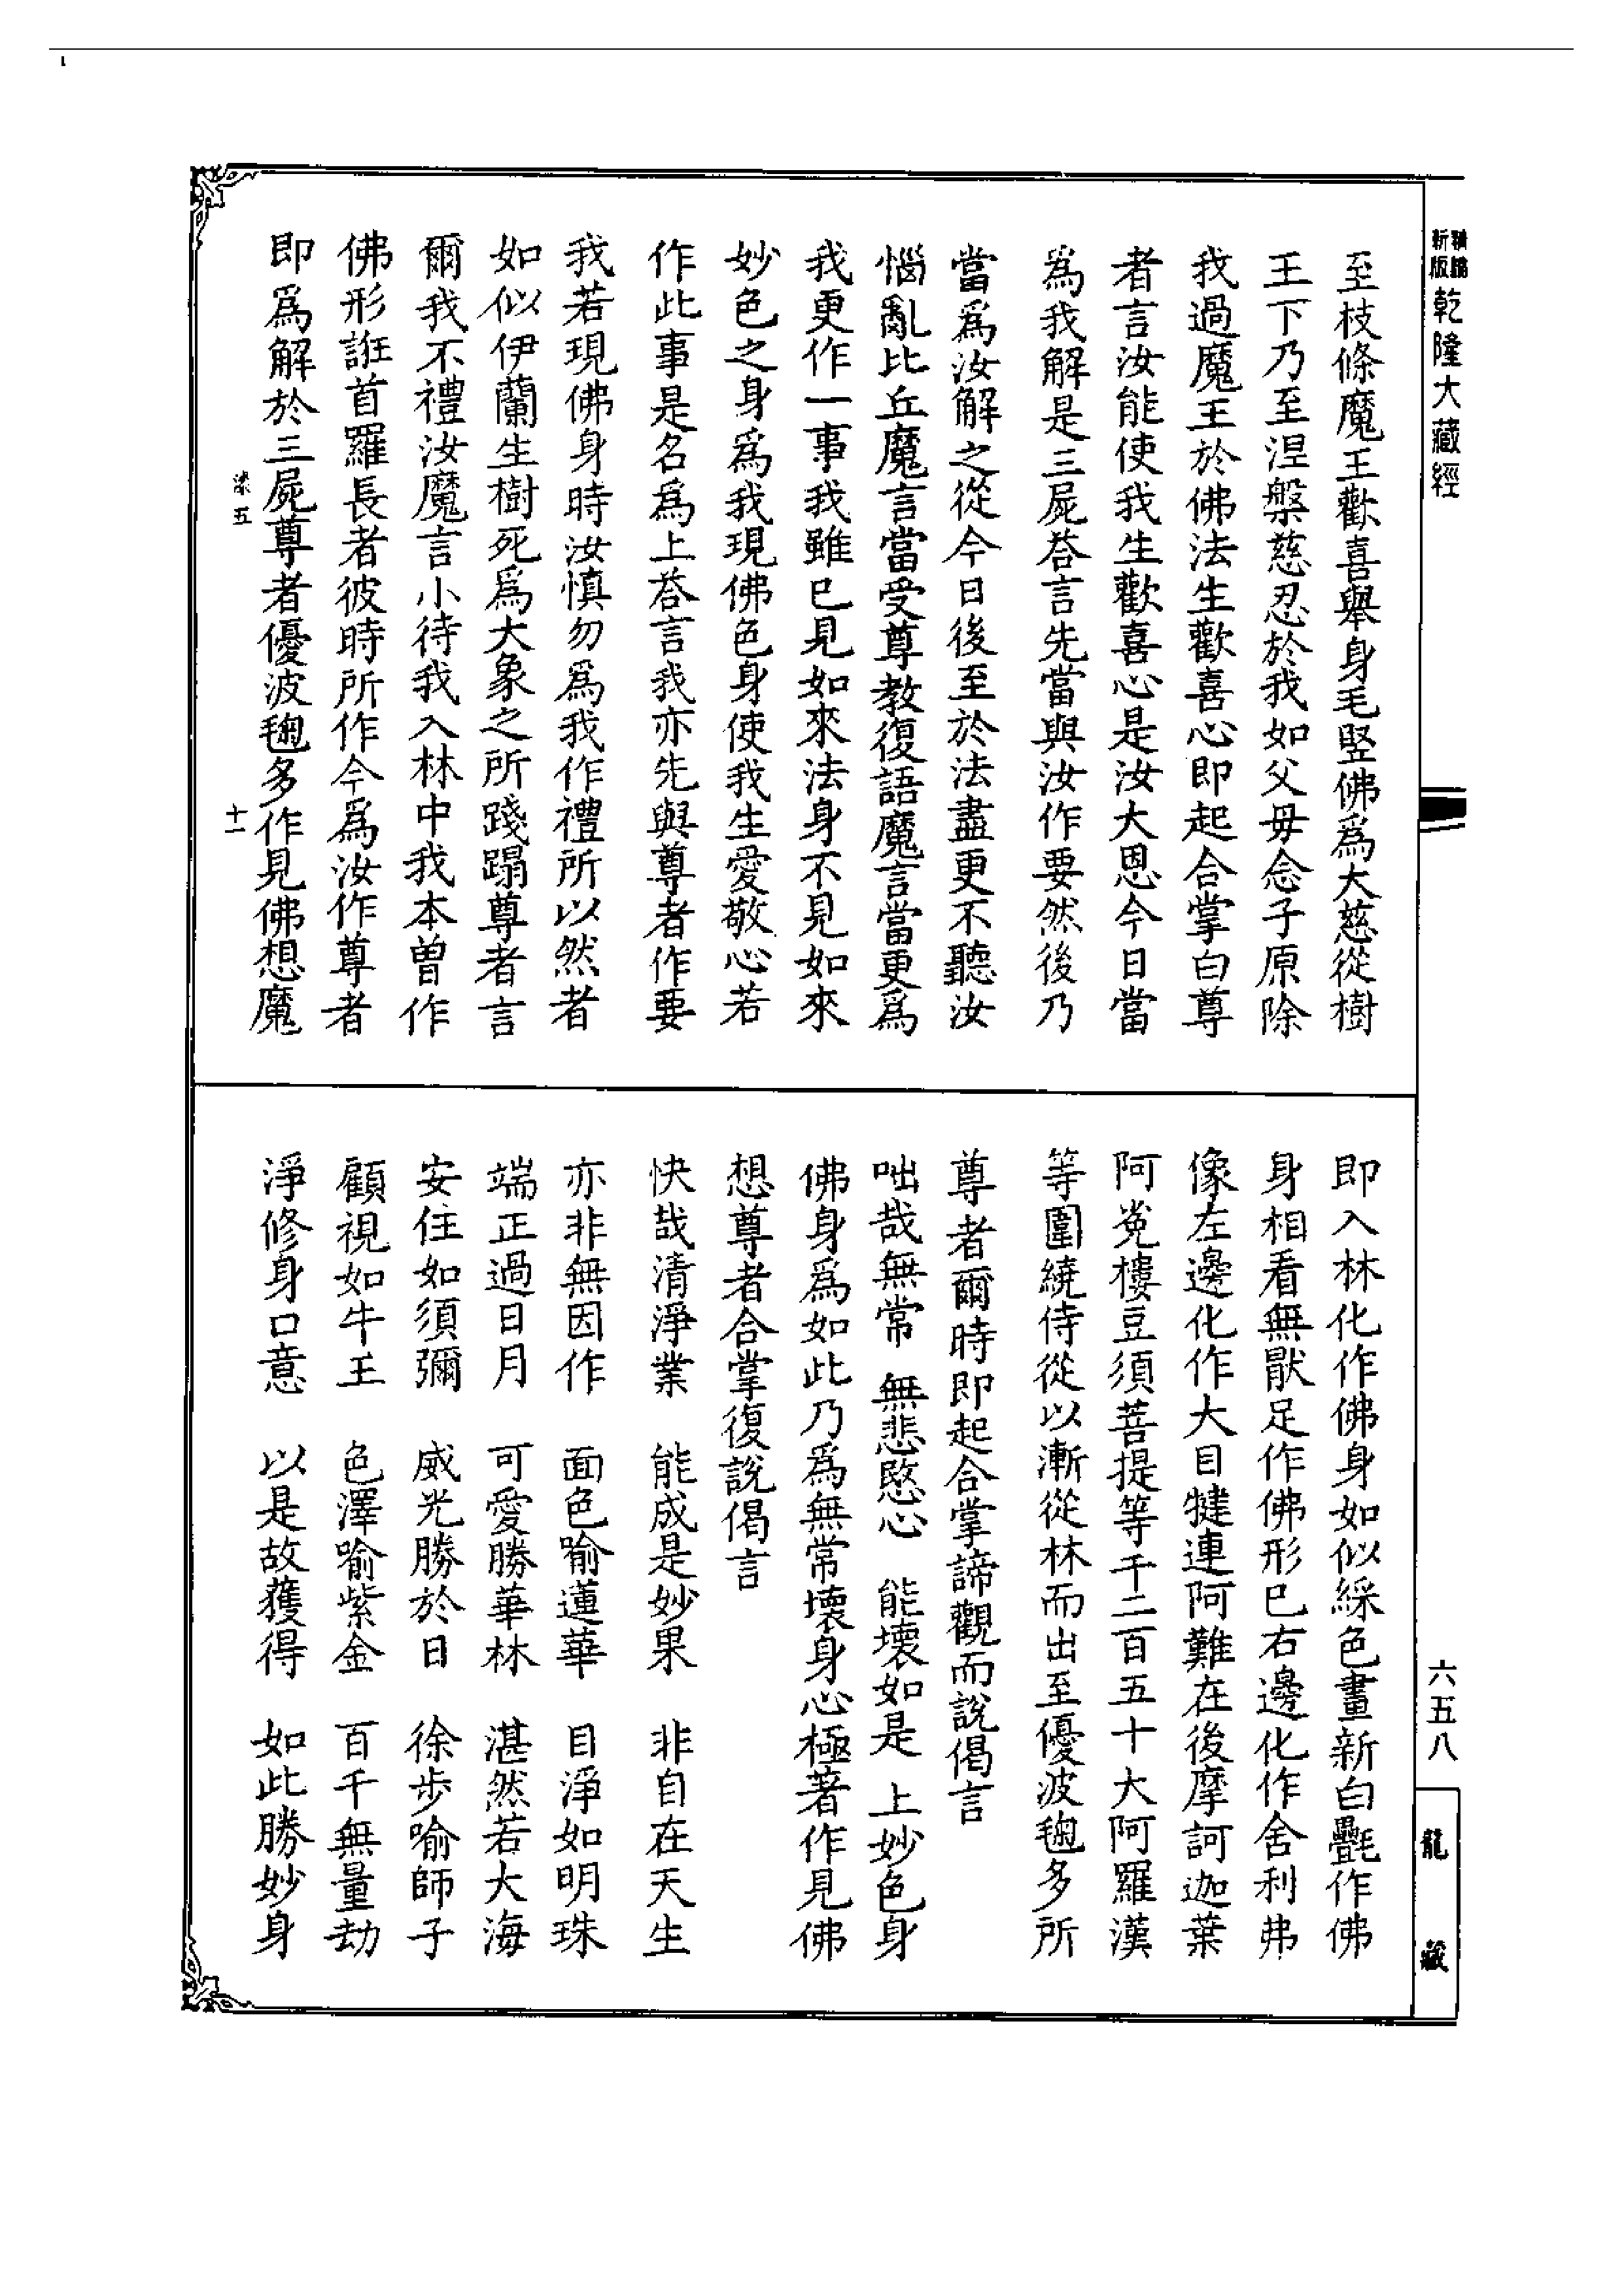 新版
精縮
乾隆大藏經
至枝條魔王歡喜舉身毛竖佛爲大慈從樹
王下乃至涅槃慈忍於我如父母念子原除
我過魔王於佛法生歡喜心即起合掌白尊
者言汝能使我生歡喜心是汝大恩今日當
爲我解是三屍荅言先當與汝作要然後乃
當爲汝解之從今日後至於法盡更不聽汝
惱亂比丘魔言當受尊教復語魔言當更爲
我更作一事我雖巳見如來法身不見如來
妙色之身爲我現佛色身使我生愛敬心若
作此事是名爲上荅言我亦先與尊者作要
我若現佛身時汝慎勿爲我作禮所以然者
如似伊蘭生樹死爲大象之所踐蹋尊者言
爾我不禮汝魔言小待我入林中我本曾作
佛形誑首羅長者彼時所作今爲汝作尊者
即爲解於三屍尊者優波毱多作見佛想魔
漆五
十一
即入林化作佛身如似綵色畫新白㲲作佛
身相看無猒足作佛形巳右邊化作舍利弗
像左邊化作大目犍連阿難在後摩訶迦葉
阿㝹樓豆須菩提等千二百五十大阿羅漢
等圍繞侍從以漸從林而出至優波毱多所
尊者爾時即起合掌諦觀而說偈言
咄哉無常　無悲愍心　能壞如是　上妙色身
佛身爲如此乃爲無常壞身心極著作見佛
想尊者合掌復說偈言
快哉清淨業　能成是妙果　非自在天生
亦非無因作　面色喻蓮華　目淨如明珠
端正過日月　可愛勝華林　湛然若大海
安住如須彌　威光勝於日　徐步喻師子
顧視如牛王　色澤喻紫金　百千無量劫
淨修身口意　以是故獲得　如此勝妙身
六五八
龍藏